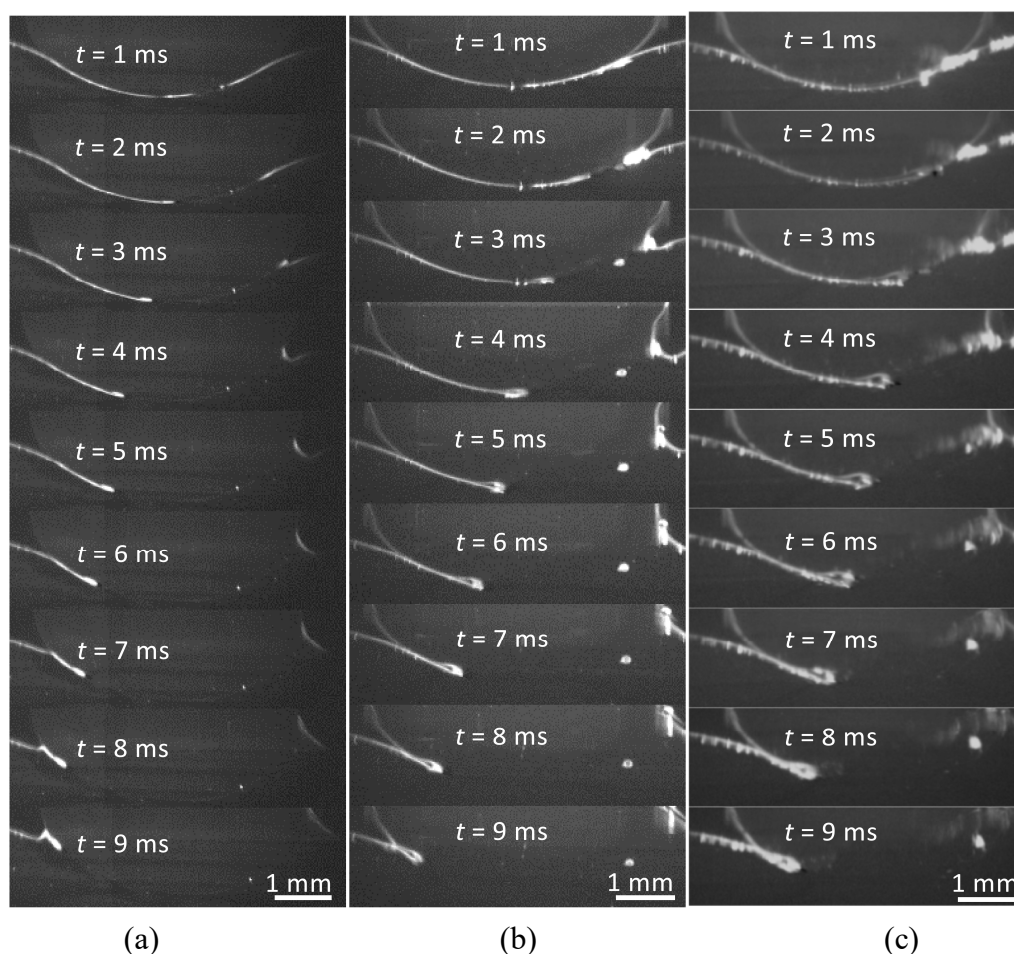 t = 1 ms
t = 2 ms
t = 3 ms
t = 4 ms
t = 5 ms
t = 6 ms
t = 7 ms
t = 8 ms
t = 9 ms
1 mm
(a)
t = 1 ms
t = 2 ms
t = 3 ms
t = 4 ms
t = 5 ms
t = 6 ms
t = 7 ms
t = 8 ms
t = 9 ms
1 mm
(b)
t = 1 ms
t = 2 ms
t = 3 ms
t = 4 ms
t = 5 ms
t = 6 ms
t = 7 ms
t = 8 ms
t = 9 ms
1 mm
(c)